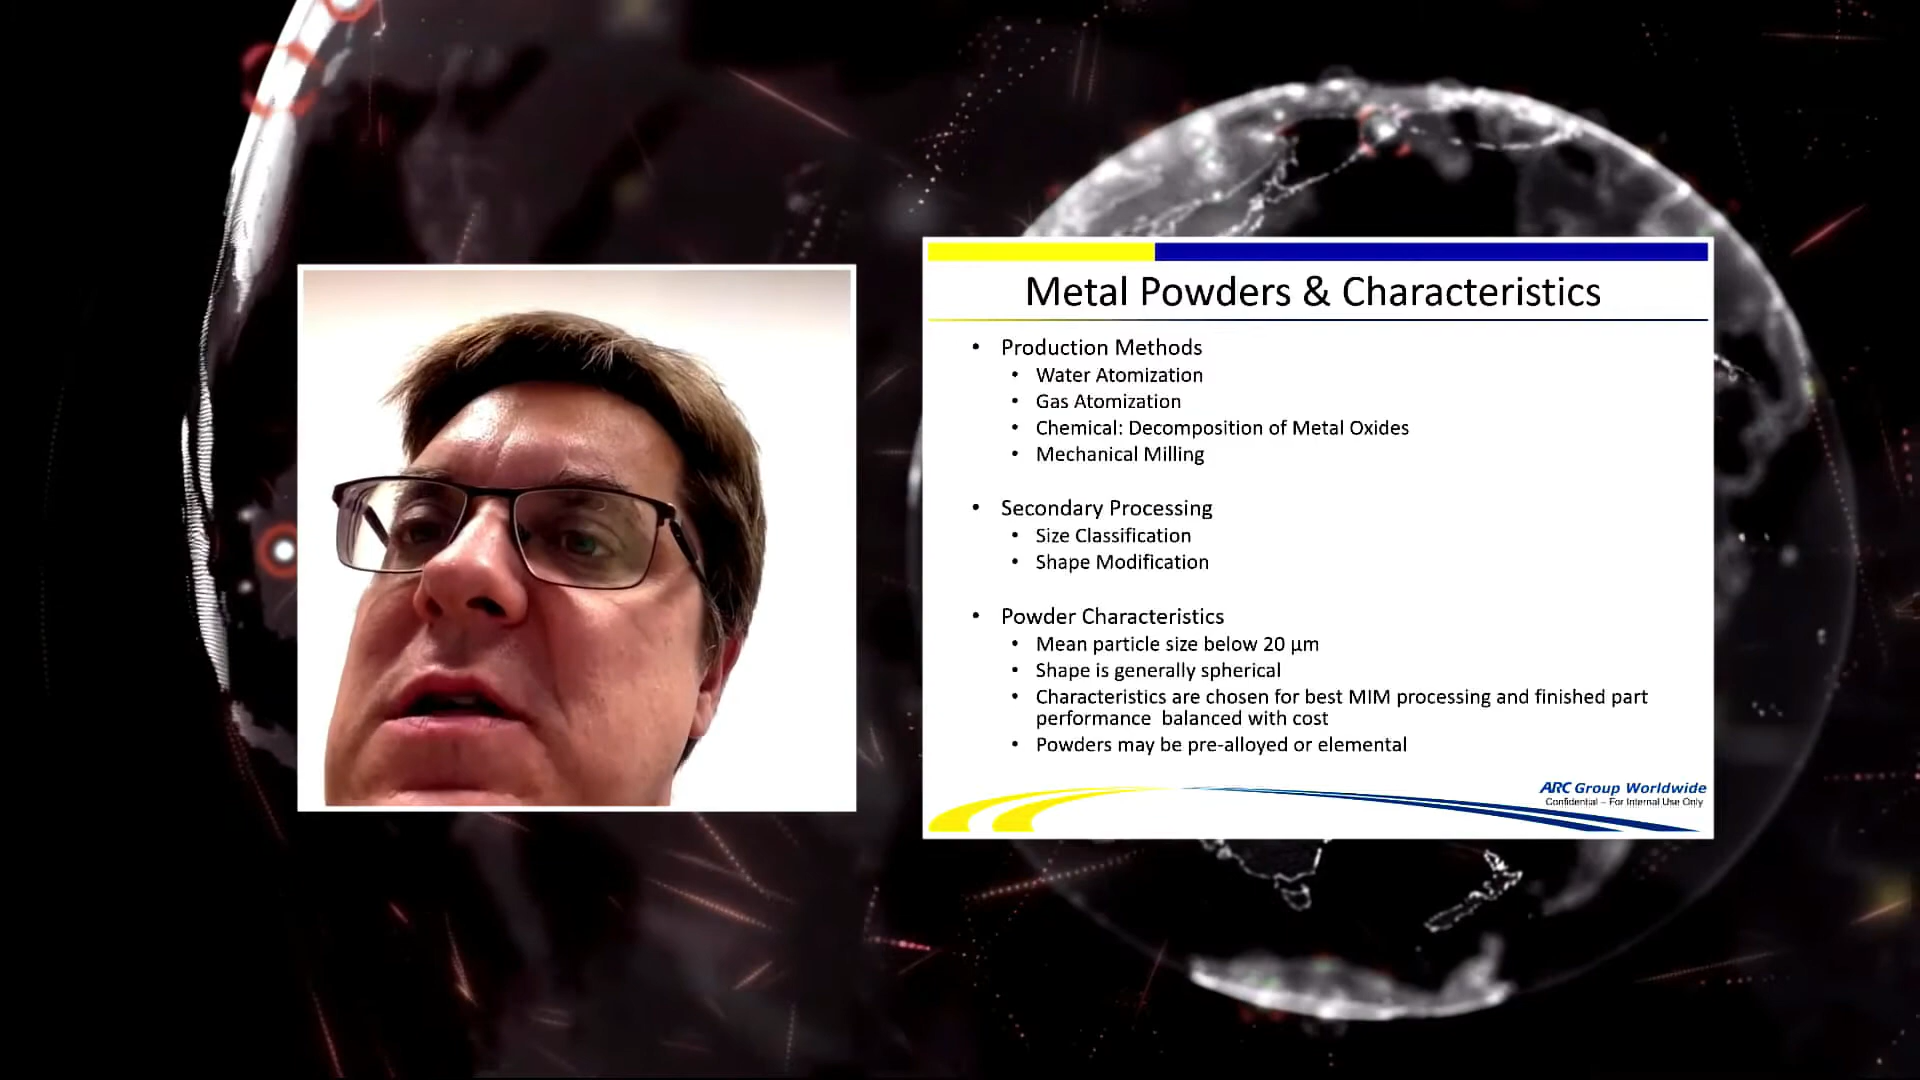 Metal Powders & Characteristics
• Production Methods
• Water Atomization
• Gas Atomization
• Chemical: Decomposition of Metal Oxides
• Mechanical Milling
• Secondary Processing
• Size Classification
• Shape Modification
• Powder Characteristics
• Mean particle size below 20 µm
• Shape is generally spherical
• Characteristics are chosen for best MIM processing and finished part
performance balanced with cost
• Powders may be pre-alloyed or elemental
ARC Group Worldwide
Confidential – For Internal Use Only